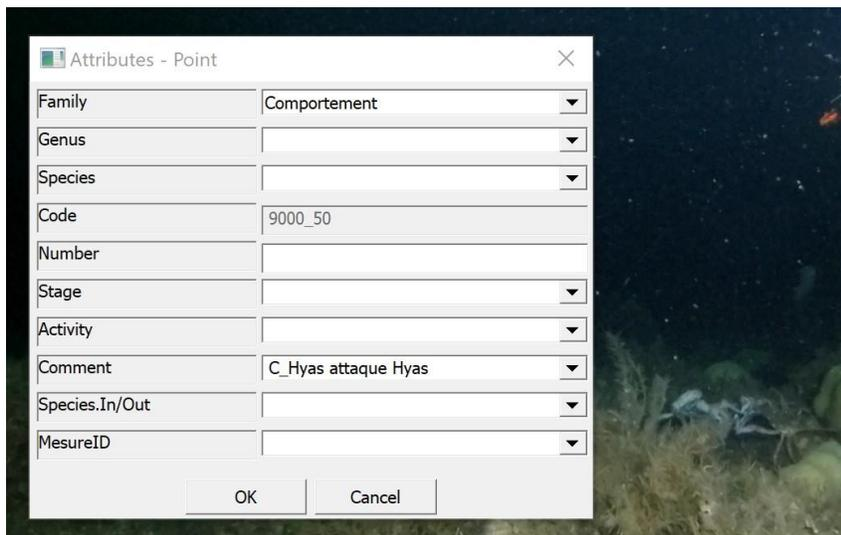 Attributes - Point
Family Comportement
Genus
Species
Code 9000_50
Number
Stage
Activity
Comment C_Hyas attaque Hyas
Species.In/Out
MesureID
OK Cancel